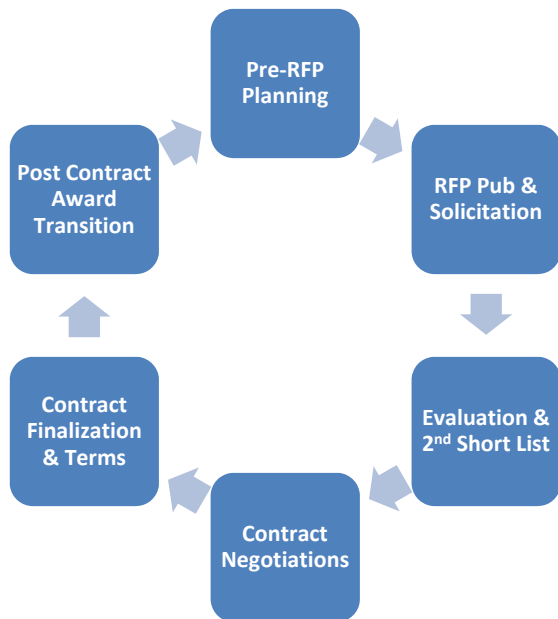 Pre-RFP
Planning
RFP Pub &
Solicitation
Evaluation &
2nd Short List
Contract
Negotiations
Contract
Finalization
& Terms
Post Contract
Award
Transition